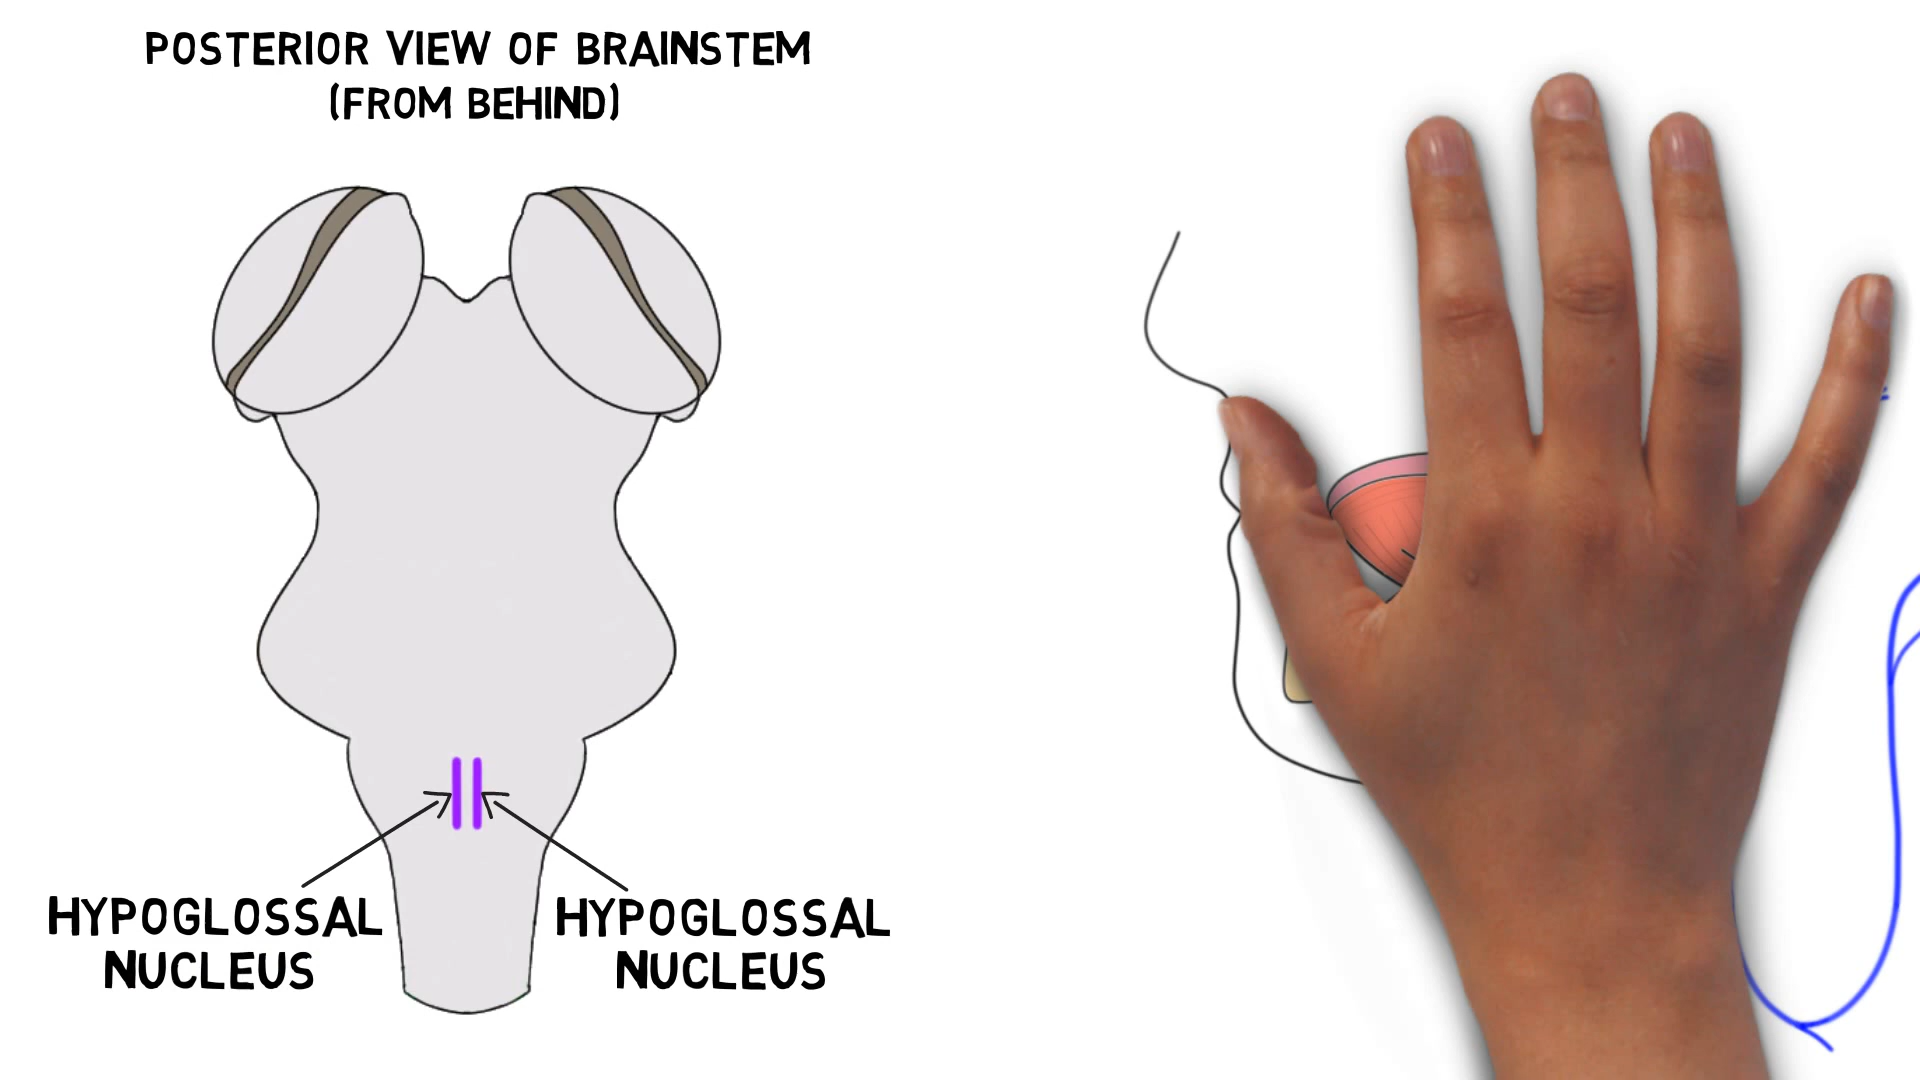 POSTERIOR VIEW OF BRAINSTEM
(FROM BEHIND)
HYPOGLOSSAL
NUCLEUS
HYPOGLOSSAL
NUCLEUS